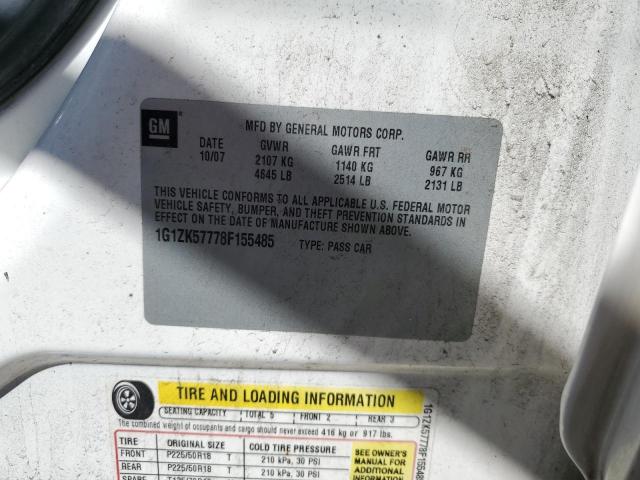 GM
MFD BY GENERAL MOTORS CORP.
DATE GVWR GAWR FRT GAWR RR
10/07 2107 KG 1140 KG 967 KG
4645 LB 2514 LB 2131 LB
THIS VEHICLE CONFORMS TO ALL APPLICABLE U.S. FEDERAL MOTOR
VEHICLE SAFETY, BUMPER, AND THEFT PREVENTION STANDARDS IN
EFFECT ON THE DATE OF MANUFACTURE SHOWN ABOVE.
1G1ZK57778F155485 TYPE: PASS CAR
TIRE AND LOADING INFORMATION
SEATING CAPACITY TOTAL 5 FRONT 2 REAR 3
The combined weight of occupants and cargo should never exceed 416 kg or 917 lbs.
TIRE ORIGINAL SIZE COLD TIRE PRESSURE
FRONT P225/50R18 T 210 kPa, 30 PSI
REAR P225/50R18 T 210 kPa, 30 PSI
SEE OWNER'S
MANUAL FOR
ADDITIONAL
INFORMATION
1G1ZK57778F155485